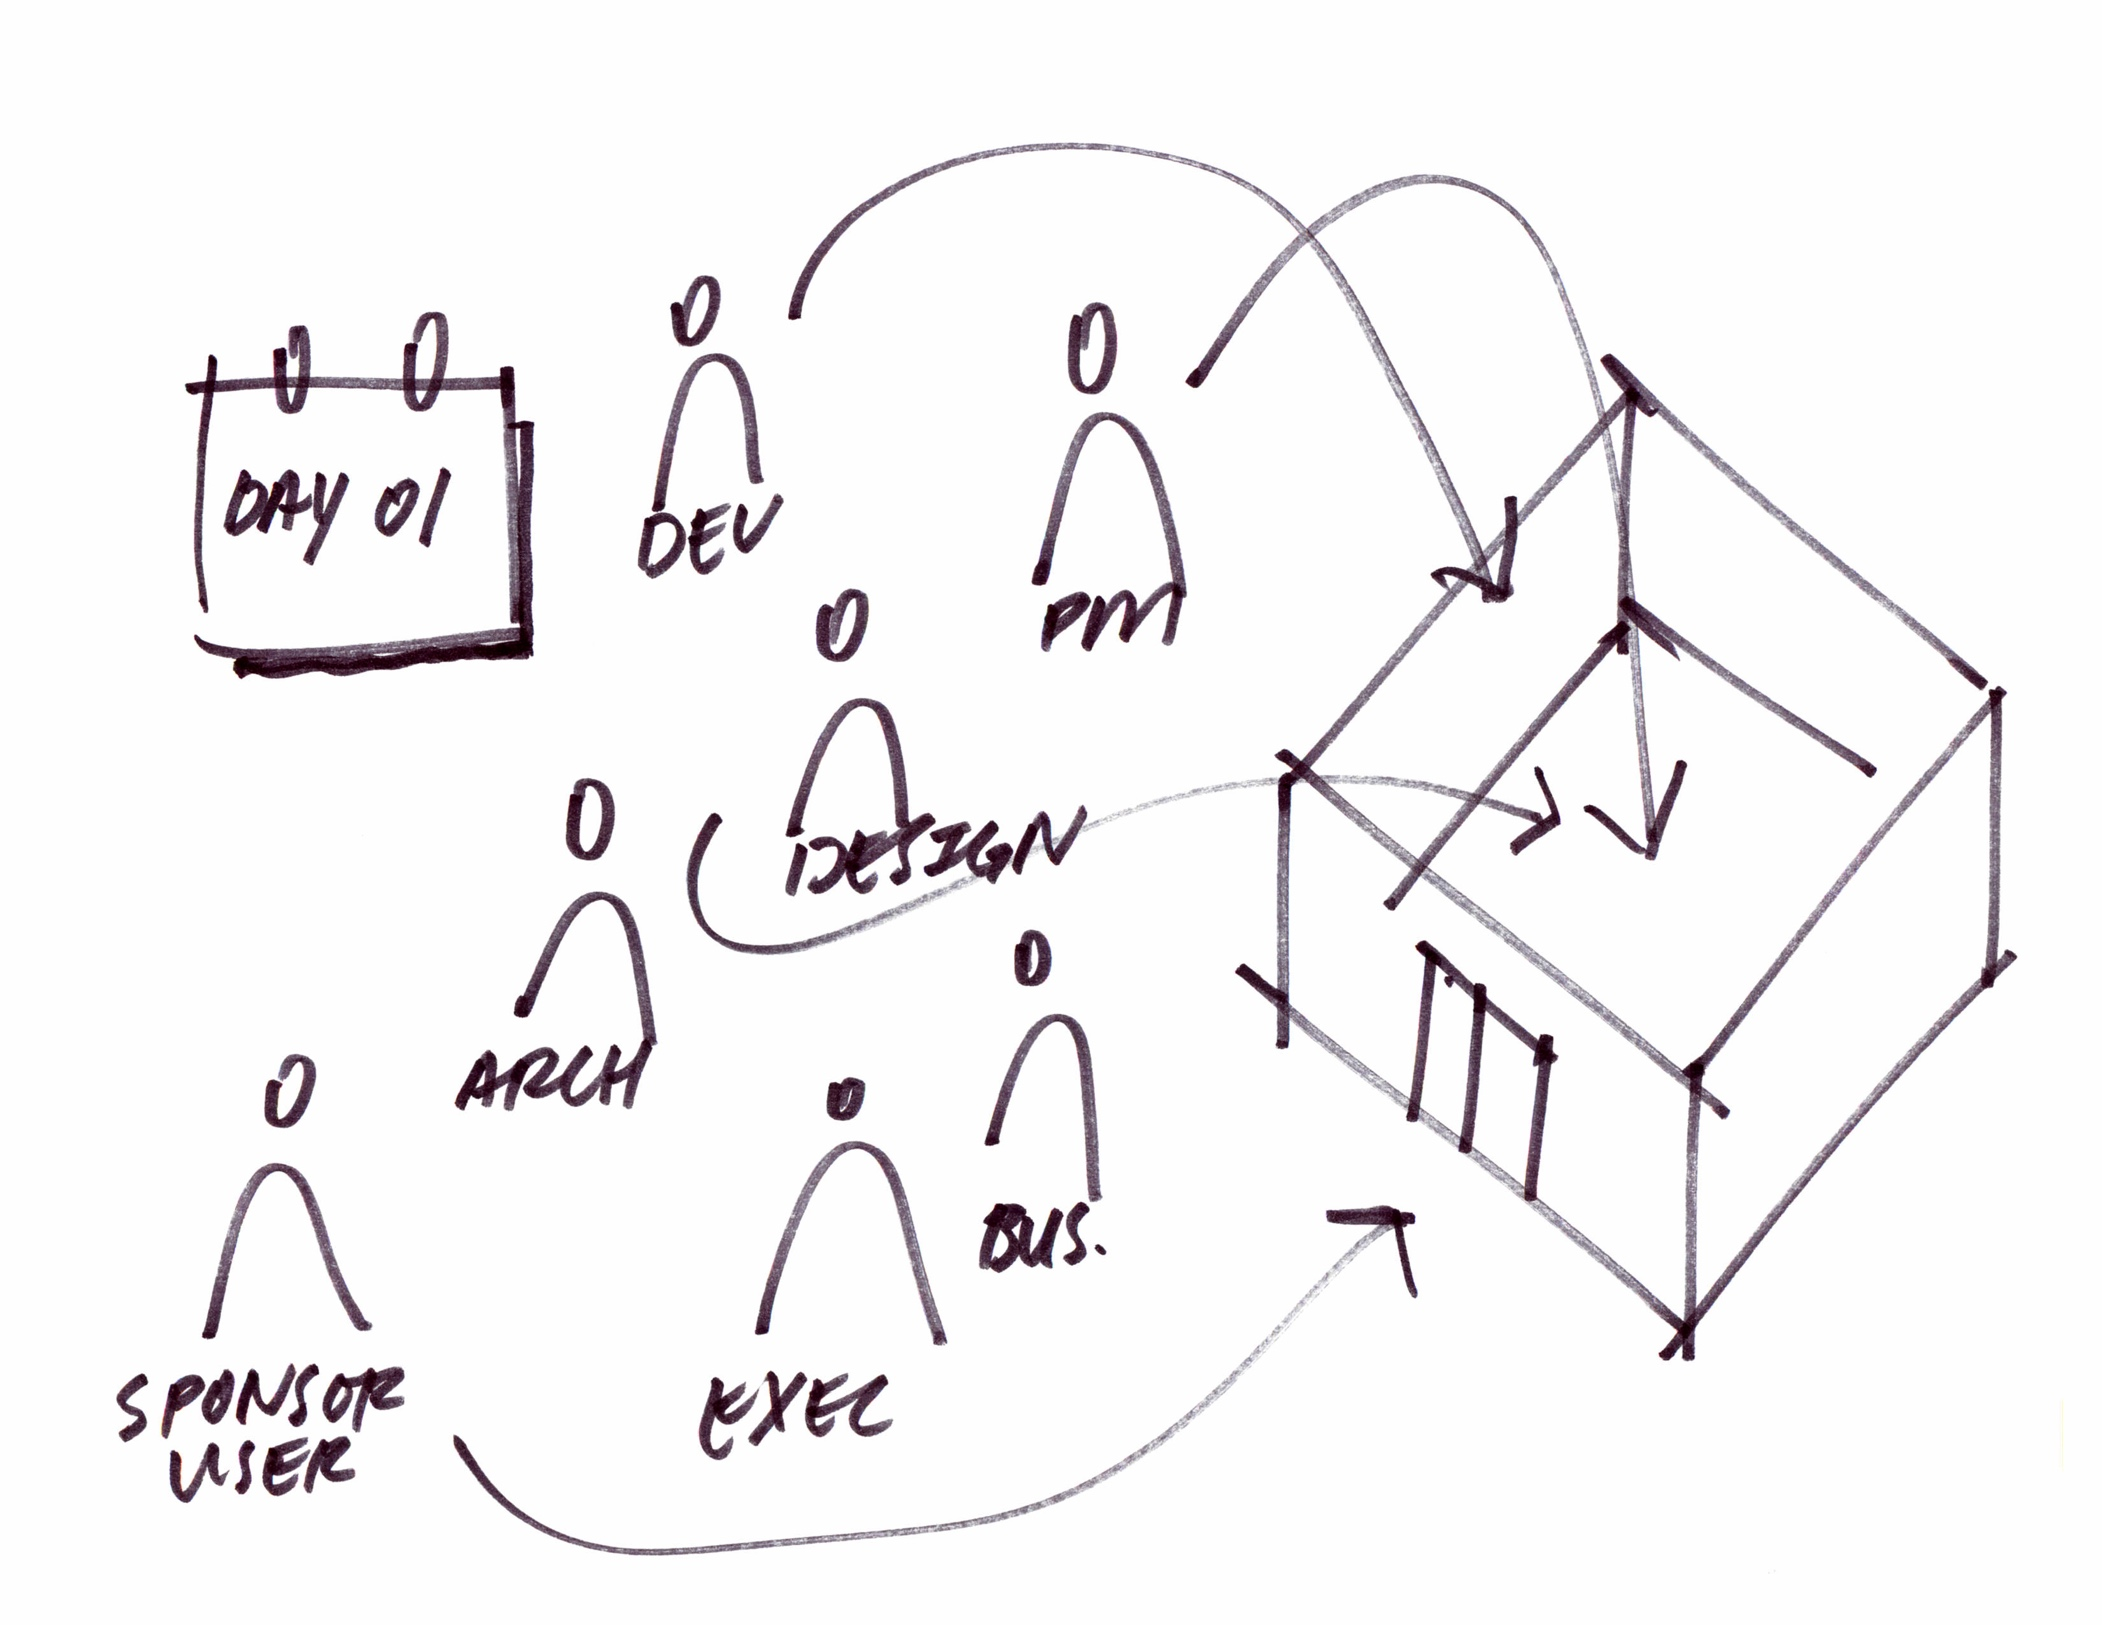 DAY 01
DEV
PM
DESIGN
ARCH
BUS.
SPONSOR
USER
EXEC